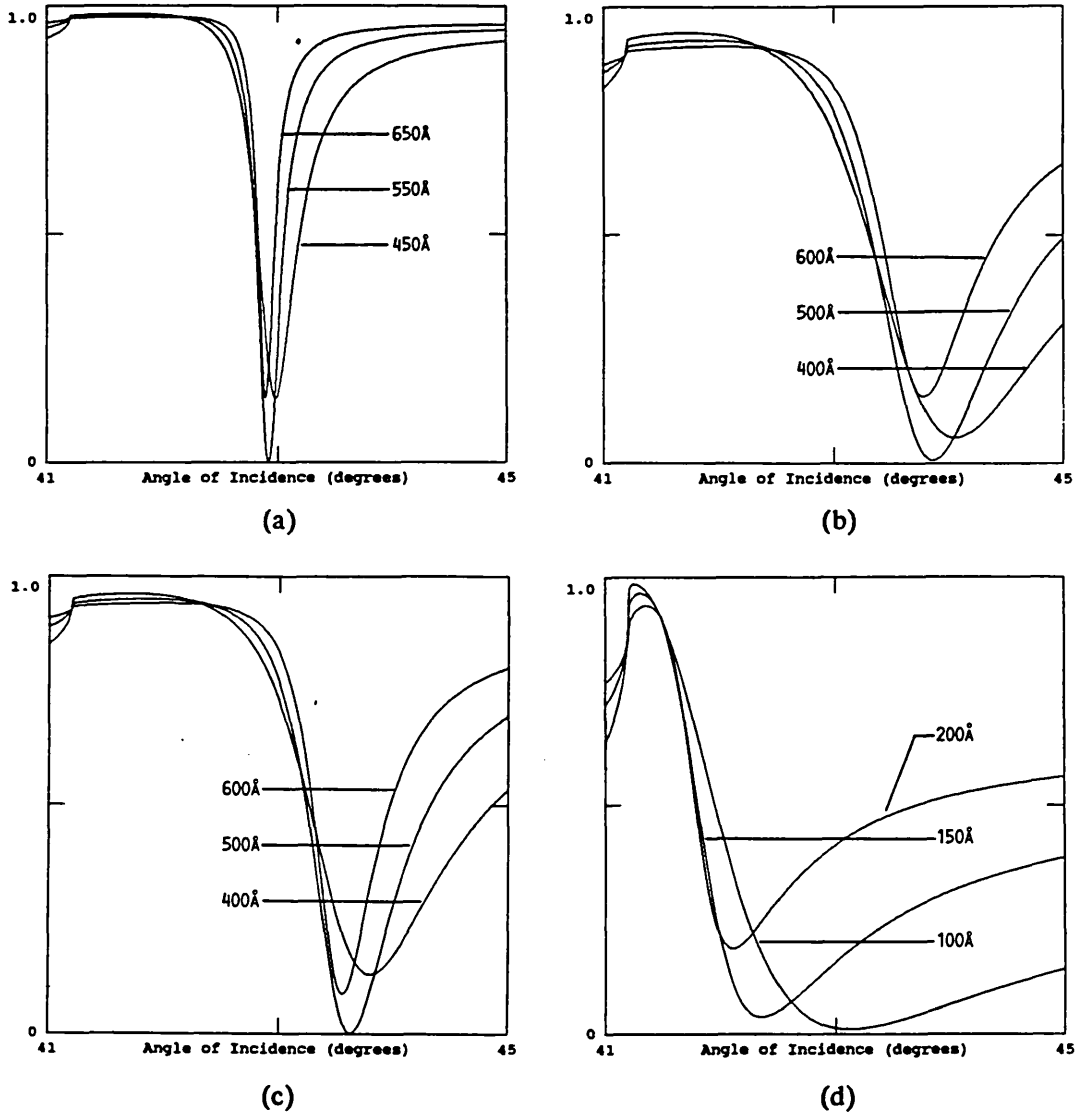 1.0
650Å
550Å
450Å
0
41
Angle of Incidence (degrees)
45
(a)
1.0
600Å
500Å
400Å
0
41
Angle of Incidence (degrees)
45
(b)
1.0
600Å
500Å
400Å
0
41
Angle of Incidence (degrees)
45
(c)
1.0
200Å
150Å
100Å
0
41
Angle of Incidence (degrees)
45
(d)